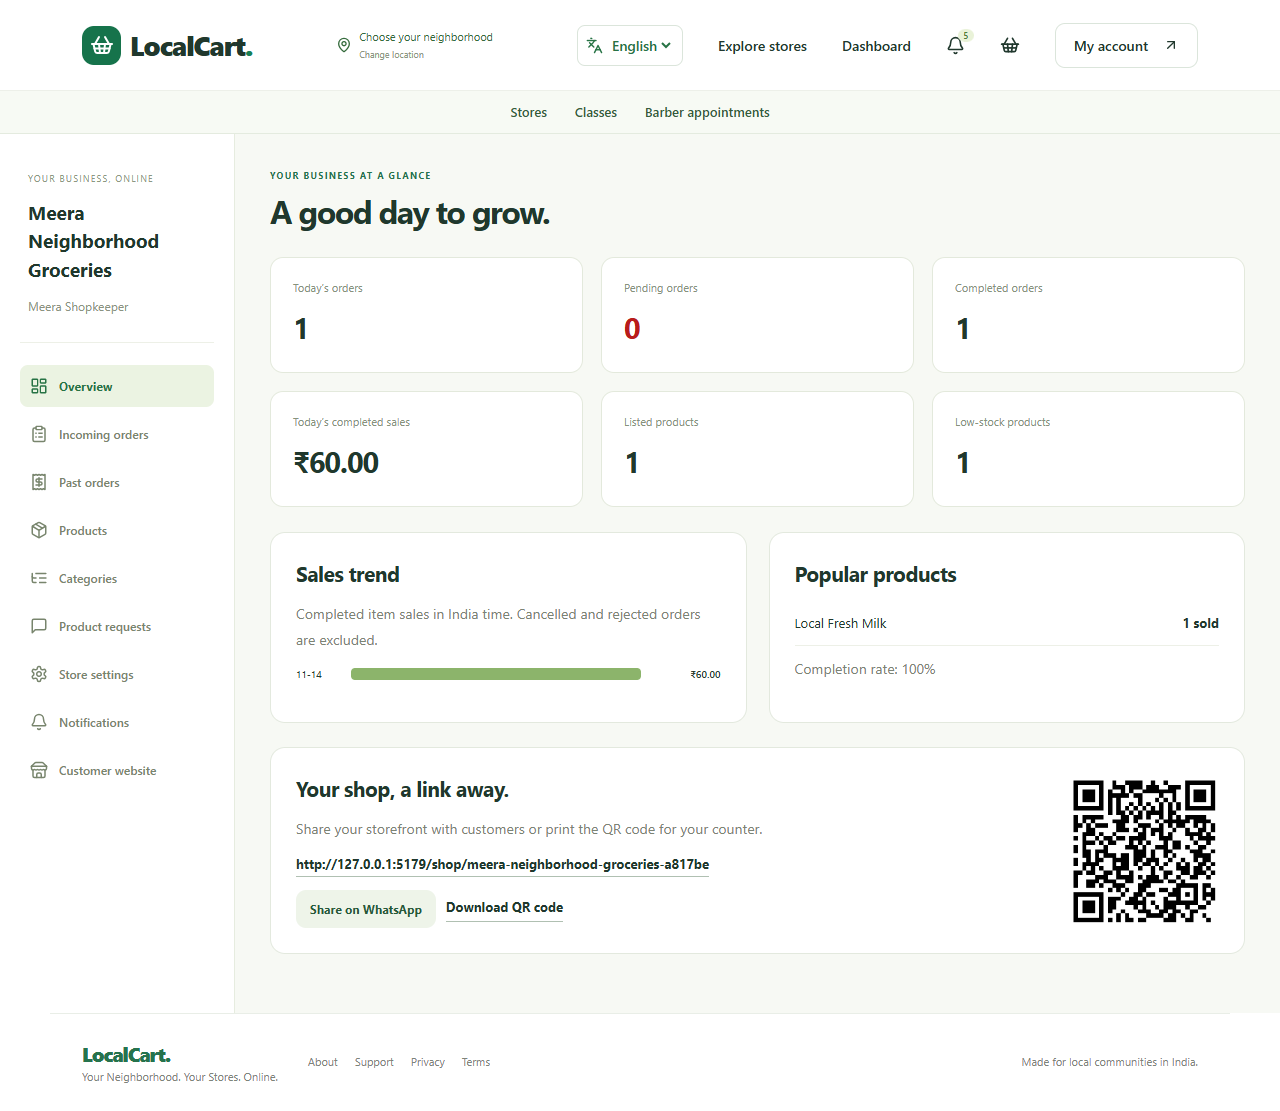 LocalCart.
Choose your neighborhood
Change location
English
Explore stores
Dashboard
5
My account
Stores
Classes
Barber appointments
YOUR BUSINESS, ONLINE
Meera
Neighborhood
Groceries
Meera Shopkeeper
Overview
Incoming orders
Past orders
Products
Categories
Product requests
Store settings
Notifications
Customer website
YOUR BUSINESS AT A GLANCE
A good day to grow.
Today's orders
1
Pending orders
0
Completed orders
1
Today's completed sales
₹60.00
Listed products
1
Low-stock products
1
Sales trend
Completed item sales in India time. Cancelled and rejected orders
are excluded.
11-14
₹60.00
Popular products
Local Fresh Milk
1 sold
Completion rate: 100%
Your shop, a link away.
Share your storefront with customers or print the QR code for your counter.
http://127.0.0.1:5179/shop/meera-neighborhood-groceries-a817be
Share on WhatsApp
Download QR code
LocalCart.
Your Neighborhood. Your Stores. Online.
About
Support
Privacy
Terms
Made for local communities in India.